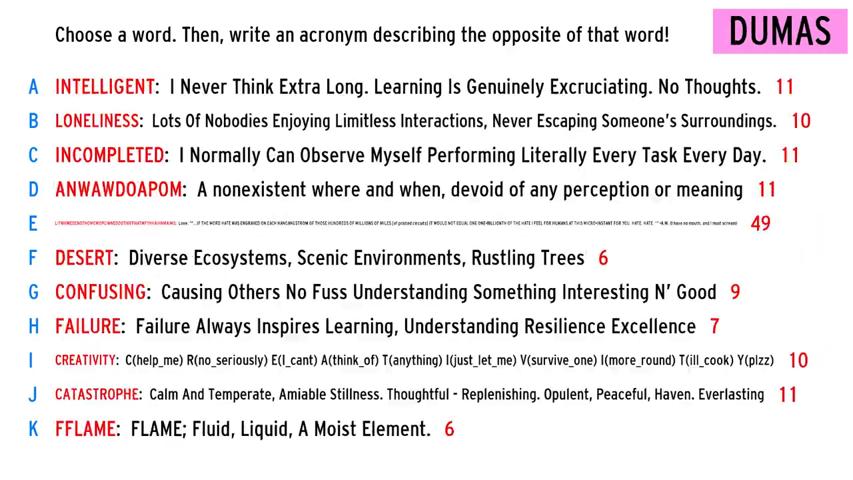 Choose a word. Then, write an acronym describing the opposite of that word!
DUMAS
A INTELLIGENT: I Never Think Extra Long. Learning Is Genuinely Excruciating. No Thoughts. 11
B LONELINESS: Lots Of Nobodies Enjoying Limitless Interactions, Never Escaping Someone's Surroundings. 10
C INCOMPLETED: I Normally Can Observe Myself Performing Literally Every Task Every Day. 11
D ANWAWDOAPOM: A nonexistent where and when, devoid of any perception or meaning 11
E Love: "...IF THE WORD HATE WAS ENGRAVED ON EACH NANOANGSTROM OF THOSE HUNDREDS OF MILLIONS OF MILES (of printed circuits) IT WOULD NOT EQUAL ONE ONE-BILLIONTH OF THE HATE I FEEL FOR HUMANS AT THIS MICRO-INSTANT FOR YOU. HATE. HATE. 49
F DESERT: Diverse Ecosystems, Scenic Environments, Rustling Trees 6
G CONFUSING: Causing Others No Fuss Understanding Something Interesting N' Good 9
H FAILURE: Failure Always Inspires Learning, Understanding Resilience Excellence 7
I CREATIVITY: C(help_me) R(no_seriously) E(I_cant) A(think_of) T(anything) I(just_let_me) V(survive_one) I(more_round) T(ill_cook) Y(plzz) 10
J CATASTROPHE: Calm And Temperate, Amiable Stillness. Thoughtful - Replenishing. Opulent, Peaceful, Haven. Everlasting 11
K FFLAME: FLAME; Fluid, Liquid, A Moist Element. 6